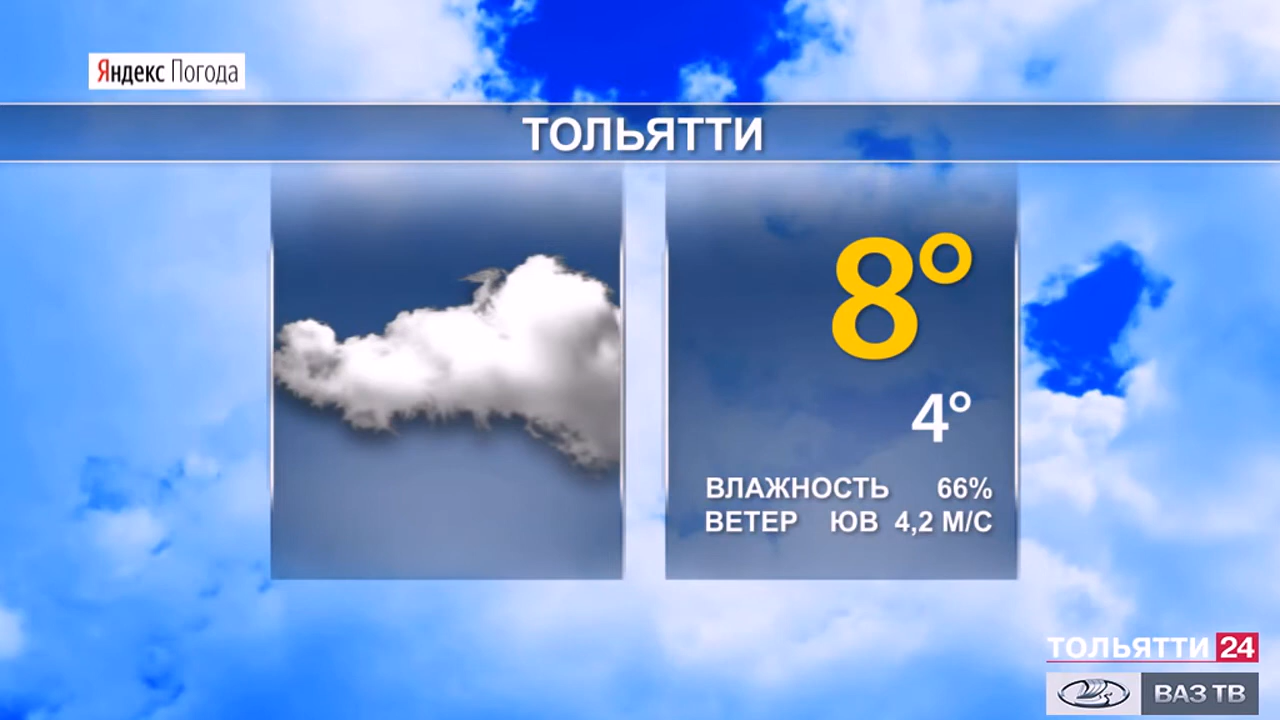 Яндекс Погода
ТОЛЬЯТТИ
8°
4°
ВЛАЖНОСТЬ 66%
ВЕТЕР ЮВ 4,2 М/С
ТОЛЬЯТТИ 24
ВАЗ ТВ